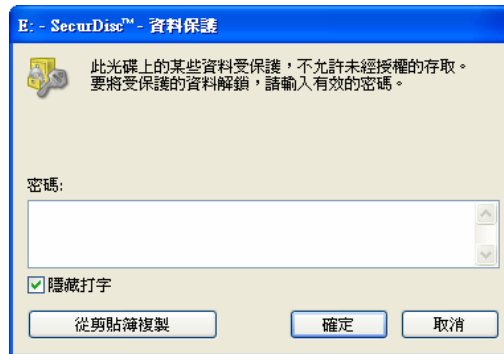 E: - SecurDisc™ - 資料保護
此光碟上的某些資料受保護，不允許未經授權的存取。
要將受保護的資料解鎖，請輸入有效的密碼。
密碼:
隱藏打字
從剪貼簿複製
確定
取消